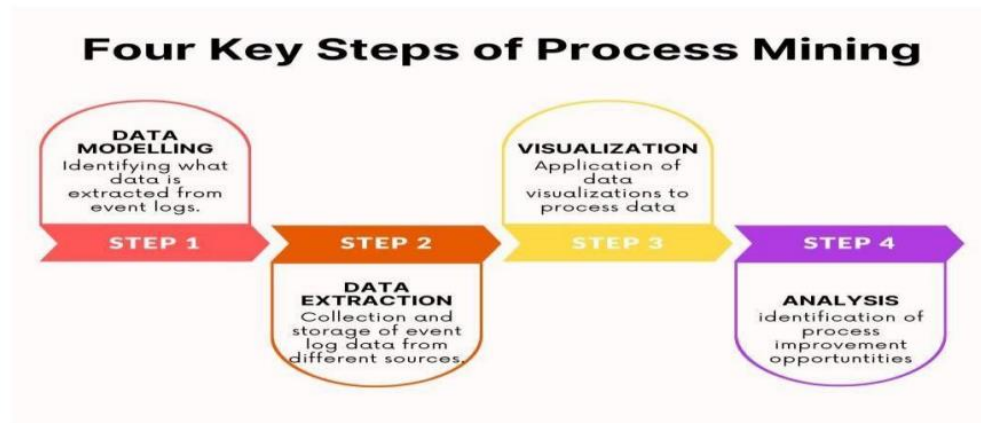 Four Key Steps of Process Mining
DATA
MODELLING
Identifying what
data is
extracted from
event logs.
STEP 1
STEP 2
DATA
EXTRACTION
Collection and
storage of event
log data from
different sources.
VISUALIZATION
Application of
data
visualizations to
process data
STEP 3
STEP 4
ANALYSIS
identification of
process
improvement
opportuntities